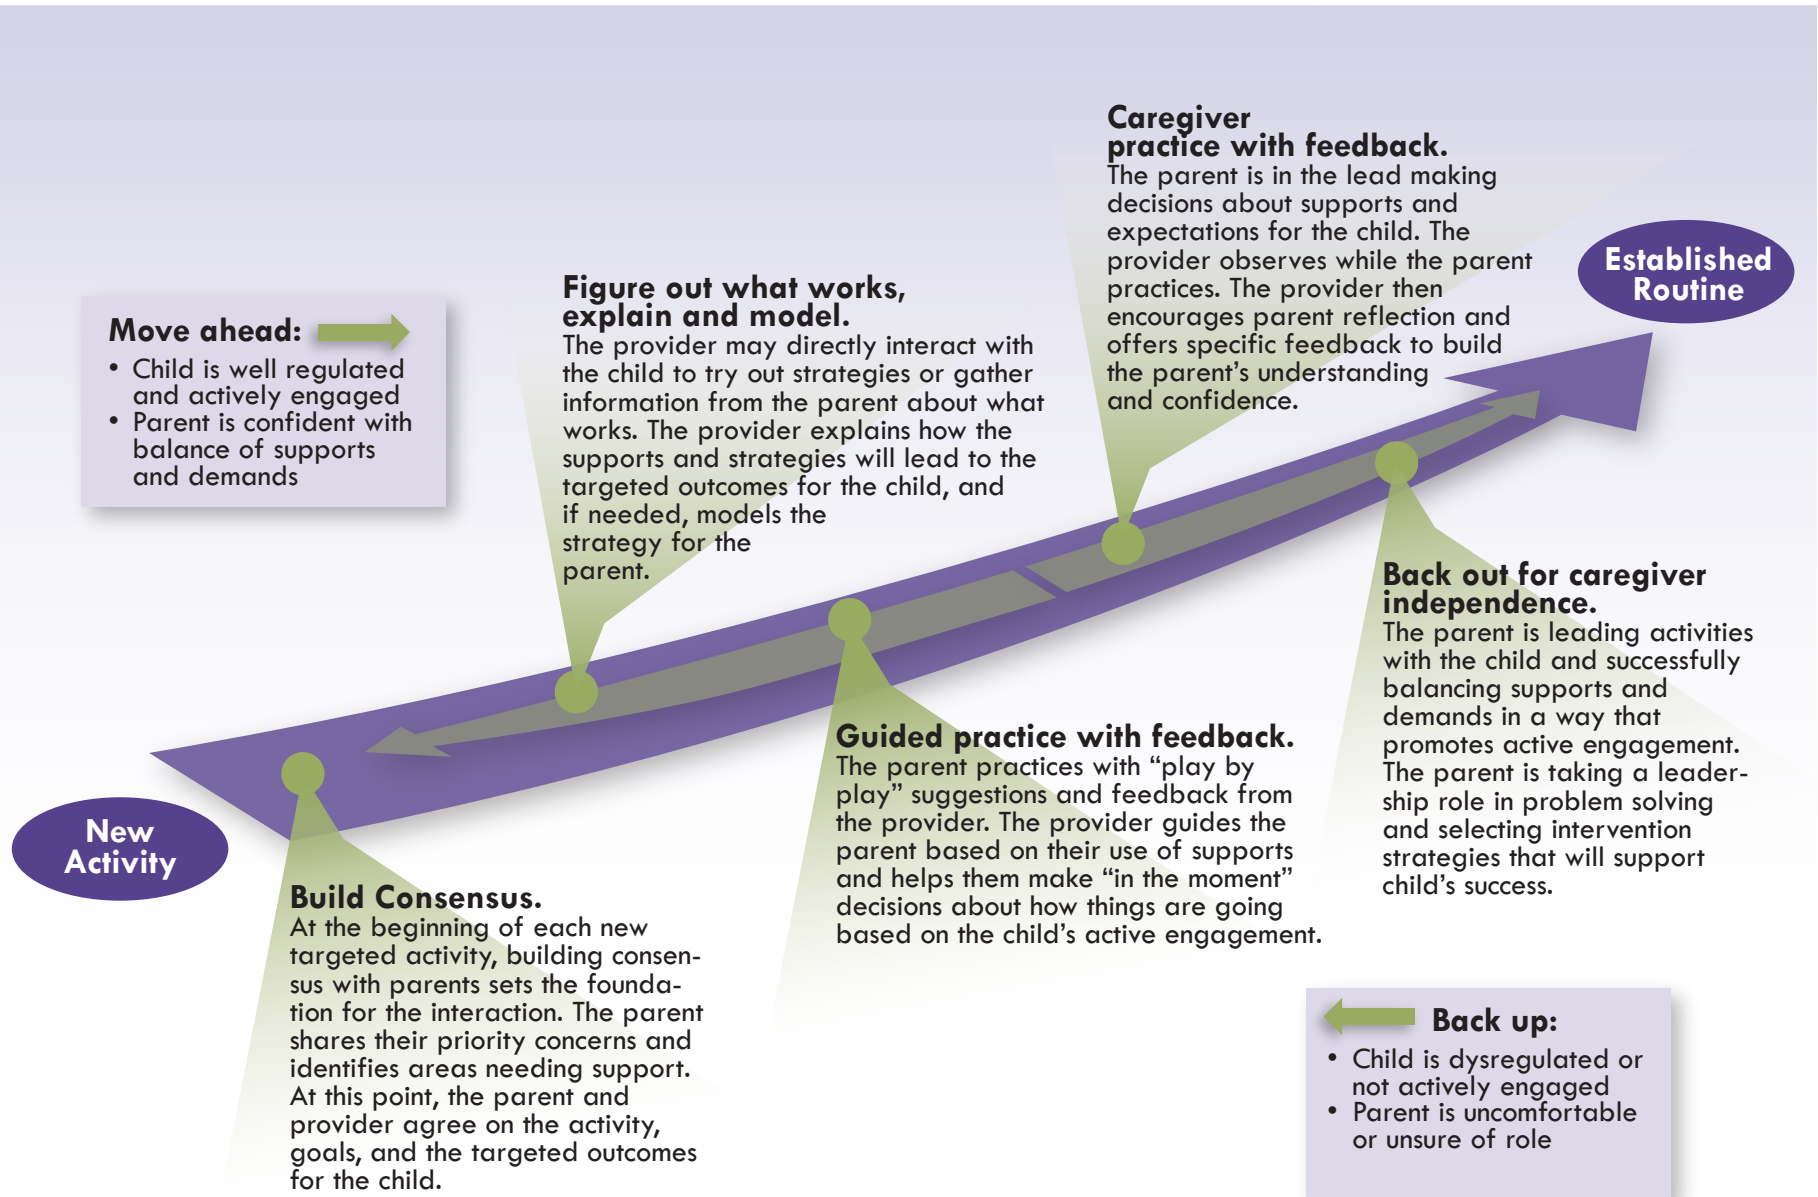 Move ahead:
• Child is well regulated
and actively engaged
• Parent is confident with
balance of supports
and demands
New
Activity
Build Consensus.
At the beginning of each new
targeted activity, building consen-
sus with parents sets the founda-
tion for the interaction. The parent
shares their priority concerns and
identifies areas needing support.
At this point, the parent and
provider agree on the activity,
goals, and the targeted outcomes
for the child.
Figure out what works,
explain and model.
The provider may directly interact with
the child to try out strategies or gather
information from the parent about what
works. The provider explains how the
supports and strategies will lead to the
targeted outcomes for the child, and
if needed, models the
strategy for the
parent.
Guided practice with feedback.
The parent practices with “play by
play” suggestions and feedback from
the provider. The provider guides the
parent based on their use of supports
and helps them make “in the moment”
decisions about how things are going
based on the child’s active engagement.
Caregiver
practice with feedback.
The parent is in the lead making
decisions about supports and
expectations for the child. The
provider observes while the parent
practices. The provider then
encourages parent reflection and
offers specific feedback to build
the parent’s understanding
and confidence.
Back out for caregiver
independence.
The parent is leading activities
with the child and successfully
balancing supports and
demands in a way that
promotes active engagement.
The parent is taking a leader-
ship role in problem solving
and selecting intervention
strategies that will support
child’s success.
Established
Routine
Back up:
• Child is dysregulated or
not actively engaged
• Parent is uncomfortable
or unsure of role